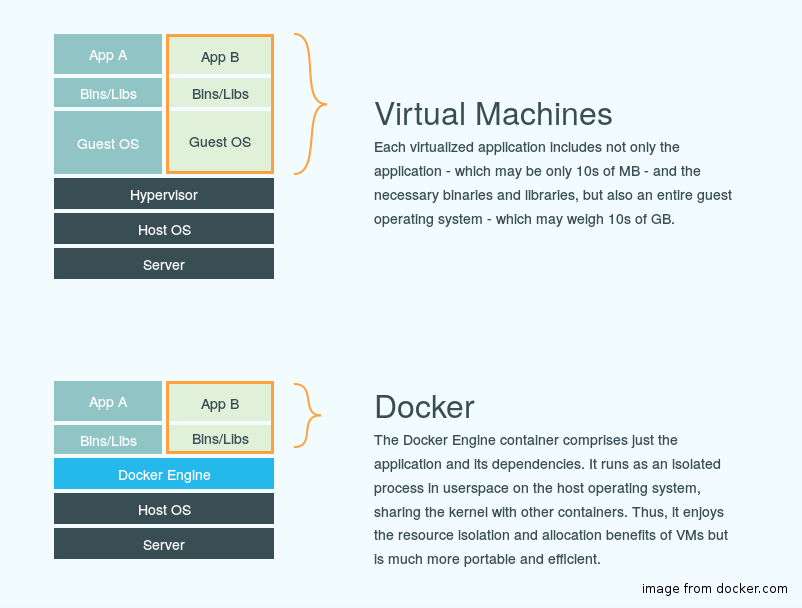 App A
App B
Bins/Libs
Bins/Libs
Guest OS
Guest OS
Hypervisor
Host OS
Server
Virtual Machines
Each virtualized application includes not only the
application - which may be only 10s of MB - and the
necessary binaries and libraries, but also an entire guest
operating system - which may weigh 10s of GB.
App A
App B
Bins/Libs
Bins/Libs
Docker Engine
Host OS
Server
Docker
The Docker Engine container comprises just the
application and its dependencies. It runs as an isolated
process in userspace on the host operating system,
sharing the kernel with other containers. Thus, it enjoys
the resource isolation and allocation benefits of VMs but
is much more portable and efficient.
image from docker.com